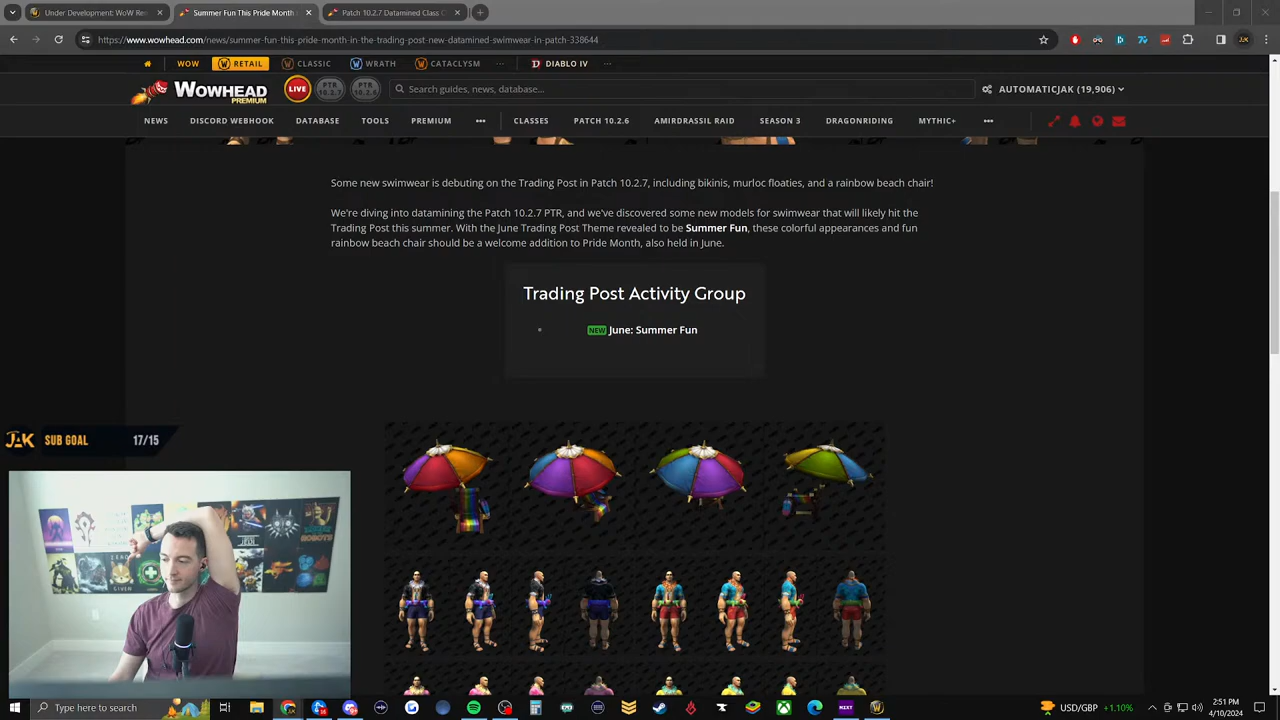 Under Development: WoW Re
Summer Fun This Pride Month
Patch 10.2.7 Datamined Class C
https://www.wowhead.com/news/summer-fun-this-pride-month-in-the-trading-post-new-datamined-swimwear-in-patch-338644
WOW RETAIL CLASSIC WRATH CATACLYSM ... DIABLO IV ...
WOWHEAD PREMIUM
LIVE
PTR 10.2.7
Search guides, news, database...
AUTOMATICJAK (19,906)
NEWS DISCORD WEBHOOK DATABASE TOOLS PREMIUM ••• CLASSES PATCH 10.2.6 AMIRDRASSIL RAID SEASON 3 DRAGONRIDING MYTHIC+ •••
Some new swimwear is debuting on the Trading Post in Patch 10.2.7, including bikinis, murloc floaties, and a rainbow beach chair!
We're diving into datamining the Patch 10.2.7 PTR, and we've discovered some new models for swimwear that will likely hit the
Trading Post this summer. With the June Trading Post Theme revealed to be Summer Fun, these colorful appearances and fun
rainbow beach chair should be a welcome addition to Pride Month, also held in June.
Trading Post Activity Group
NEW June: Summer Fun
JAK SUB GOAL 17/15
Type here to search
USD/GBP +1.10%
2:51 PM
4/10/2024